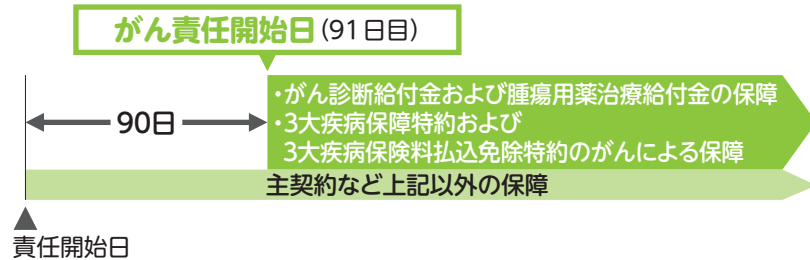 がん責任開始日(91日目)
90日
・がん診断給付金および腫瘍用薬治療給付金の保障
・3大疾病保障特約および
3大疾病保険料払込免除特約のがんによる保障
主契約など上記以外の保障
責任開始日